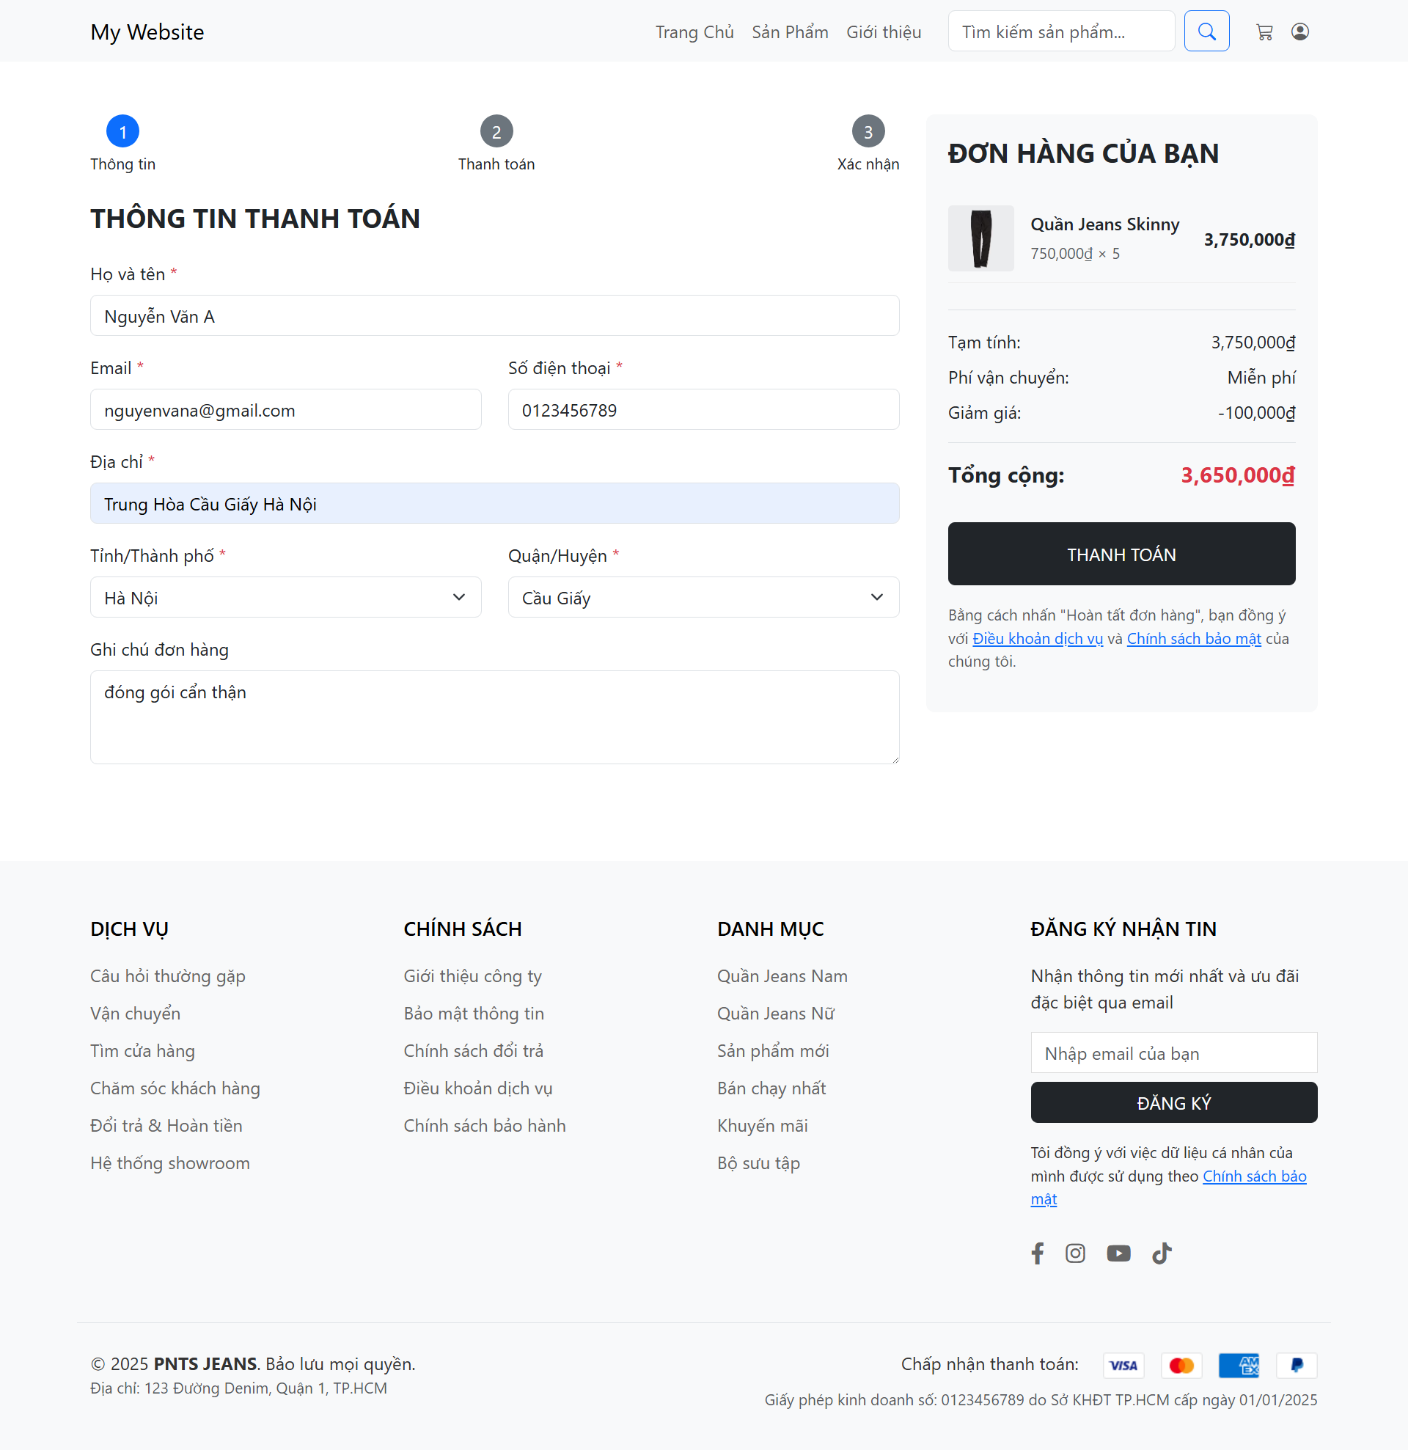 My Website
Trang Chủ Sản Phẩm Giới thiệu Tìm kiếm sản phẩm...
1 2 3
Thông tin Thanh toán Xác nhận
THÔNG TIN THANH TOÁN
Họ và tên *
Nguyễn Văn A
Email * Số điện thoại *
nguyenvana@gmail.com 0123456789
Địa chỉ *
Trung Hòa Cầu Giấy Hà Nội
Tỉnh/Thành phố * Quận/Huyện *
Hà Nội Cầu Giấy
Ghi chú đơn hàng
đóng gói cẩn thận
ĐƠN HÀNG CỦA BẠN
Quần Jeans Skinny
750,000₫ × 5
3,750,000₫
Tạm tính: 3,750,000₫
Phí vận chuyển: Miễn phí
Giảm giá: -100,000₫
Tổng cộng: 3,650,000₫
THANH TOÁN
Bằng cách nhấn "Hoàn tất đơn hàng", bạn đồng ý
với Điều khoản dịch vụ và Chính sách bảo mật của
chúng tôi.
DỊCH VỤ
Câu hỏi thường gặp
Vận chuyển
Tìm cửa hàng
Chăm sóc khách hàng
Đổi trả & Hoàn tiền
Hệ thống showroom
CHÍNH SÁCH
Giới thiệu công ty
Bảo mật thông tin
Chính sách đổi trả
Điều khoản dịch vụ
Chính sách bảo hành
DANH MỤC
Quần Jeans Nam
Quần Jeans Nữ
Sản phẩm mới
Bán chạy nhất
Khuyến mãi
Bộ sưu tập
ĐĂNG KÝ NHẬN TIN
Nhận thông tin mới nhất và ưu đãi
đặc biệt qua email
Nhập email của bạn
ĐĂNG KÝ
Tôi đồng ý với việc dữ liệu cá nhân của
mình được sử dụng theo Chính sách bảo
mật
© 2025 PNTS JEANS. Bảo lưu mọi quyền.
Địa chỉ: 123 Đường Denim, Quận 1, TP.HCM
Chấp nhận thanh toán: VISA AMEX
Giấy phép kinh doanh số: 0123456789 do Sở KHĐT TP.HCM cấp ngày 01/01/2025